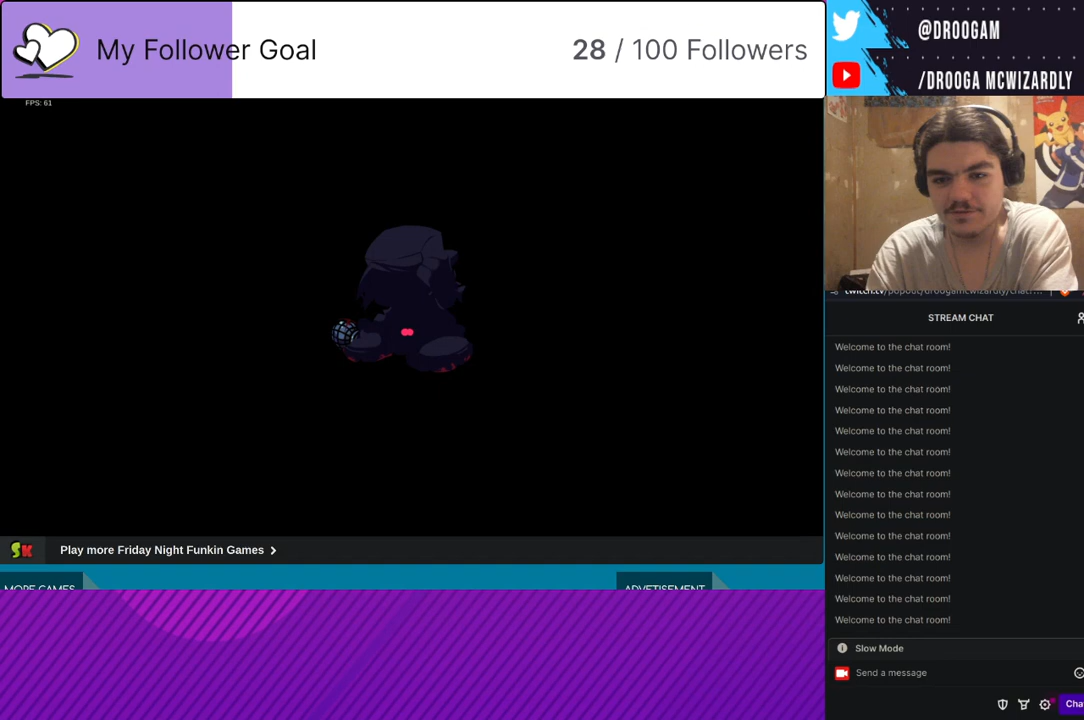 My Follower Goal
28 / 100 Followers
@DROOGAM
/DROOGA MCWIZARDLY
FPS: 61
STREAM CHAT
Welcome to the chat room!
Welcome to the chat room!
Welcome to the chat room!
Welcome to the chat room!
Welcome to the chat room!
Welcome to the chat room!
Welcome to the chat room!
Welcome to the chat room!
Welcome to the chat room!
Welcome to the chat room!
Welcome to the chat room!
Welcome to the chat room!
Welcome to the chat room!
Welcome to the chat room!
Slow Mode
Send a message
Cha
SK
Play more Friday Night Funkin Games
MORE GAMES
ADVERTISEMENT